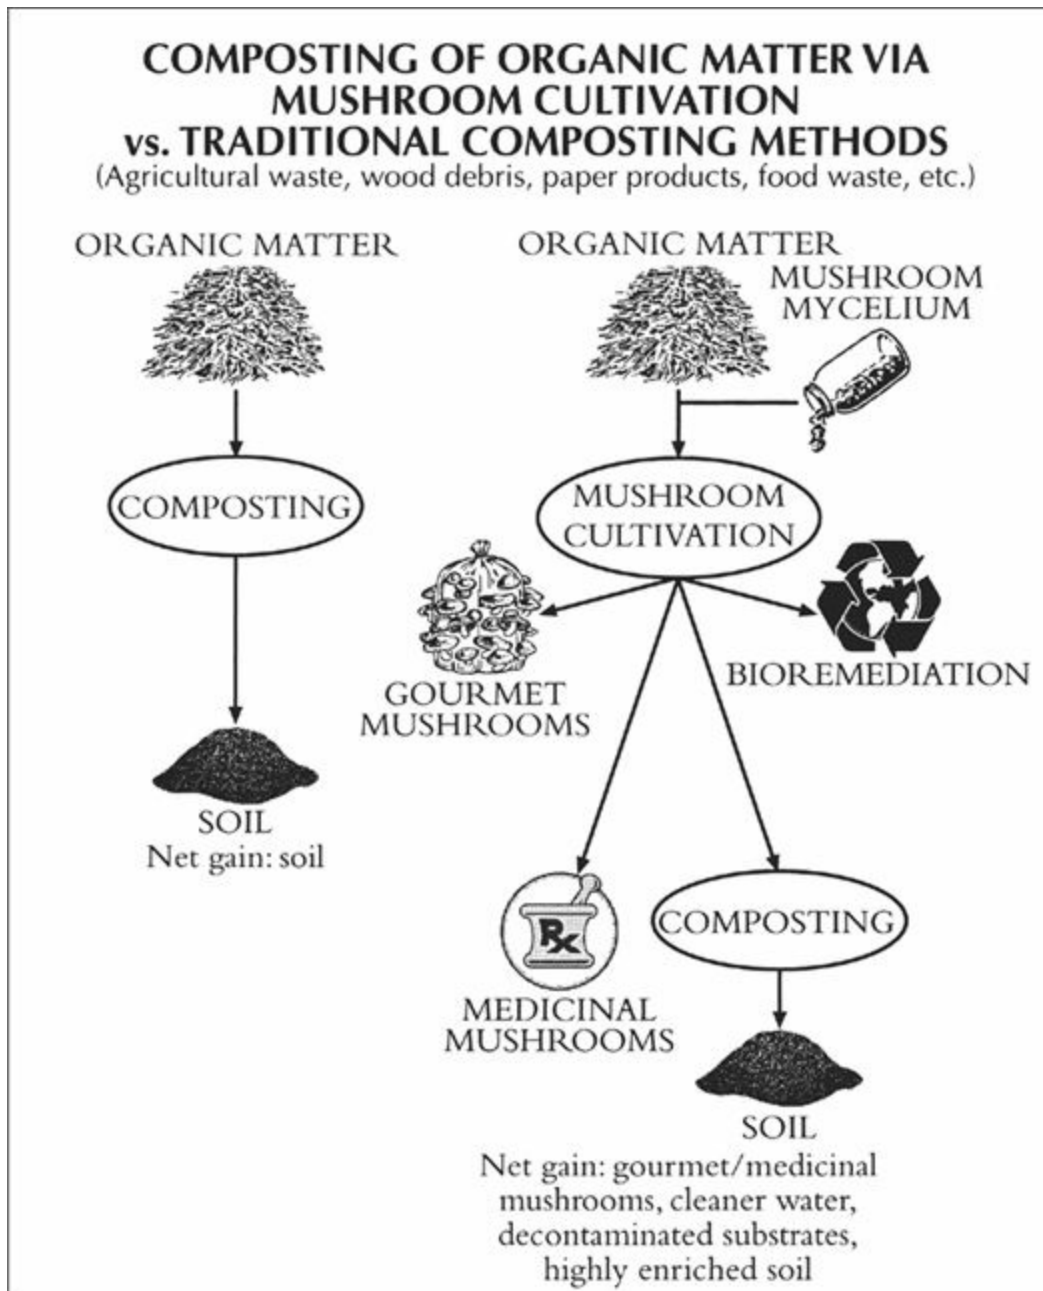 COMPOSTING OF ORGANIC MATTER VIA
MUSHROOM CULTIVATION
vs. TRADITIONAL COMPOSTING METHODS
(Agricultural waste, wood debris, paper products, food waste, etc.)
ORGANIC MATTER
COMPOSTING
SOIL
Net gain: soil
ORGANIC MATTER
MUSHROOM
MYCELIUM
MUSHROOM
CULTIVATION
GOURMET
MUSHROOMS
BIOREMEDIATION
Rx
MEDICINAL
MUSHROOMS
COMPOSTING
SOIL
Net gain: gourmet/medicinal
mushrooms, cleaner water,
decontaminated substrates,
highly enriched soil